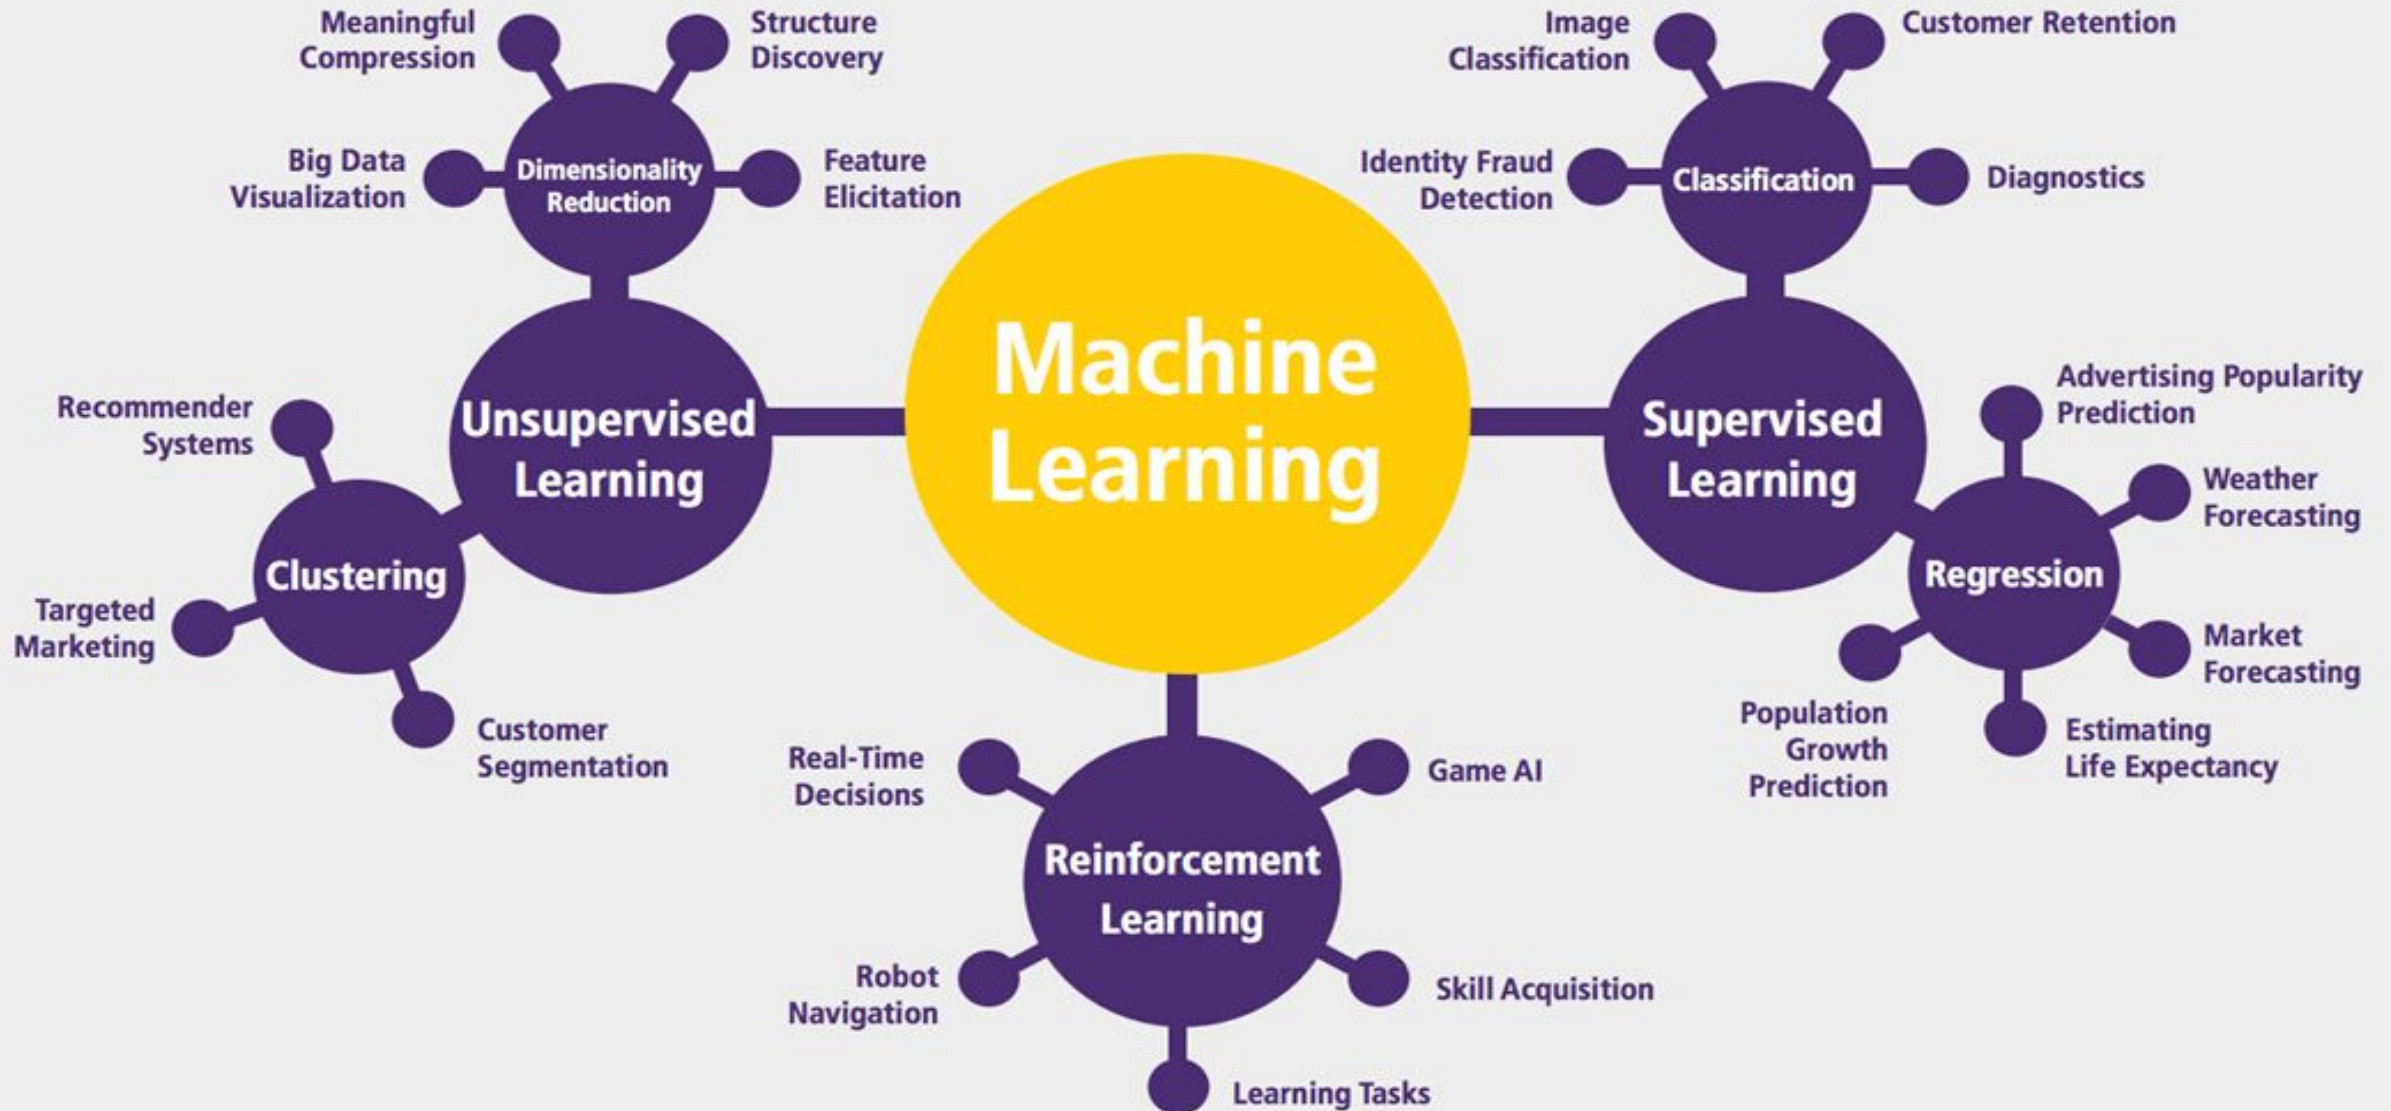 Meaningful
Compression
Structure
Discovery
Big Data
Visualization
Dimensionality
Reduction
Feature
Elicitation
Image
Classification
Customer Retention
Identity Fraud
Detection
Classification
Diagnostics
Machine
Learning
Unsupervised
Learning
Supervised
Learning
Recommender
Systems
Clustering
Targeted
Marketing
Customer
Segmentation
Advertising Popularity
Prediction
Weather
Forecasting
Regression
Market
Forecasting
Population
Growth
Prediction
Estimating
Life Expectancy
Real-Time
Decisions
Game AI
Reinforcement
Learning
Robot
Navigation
Skill Acquisition
Learning Tasks